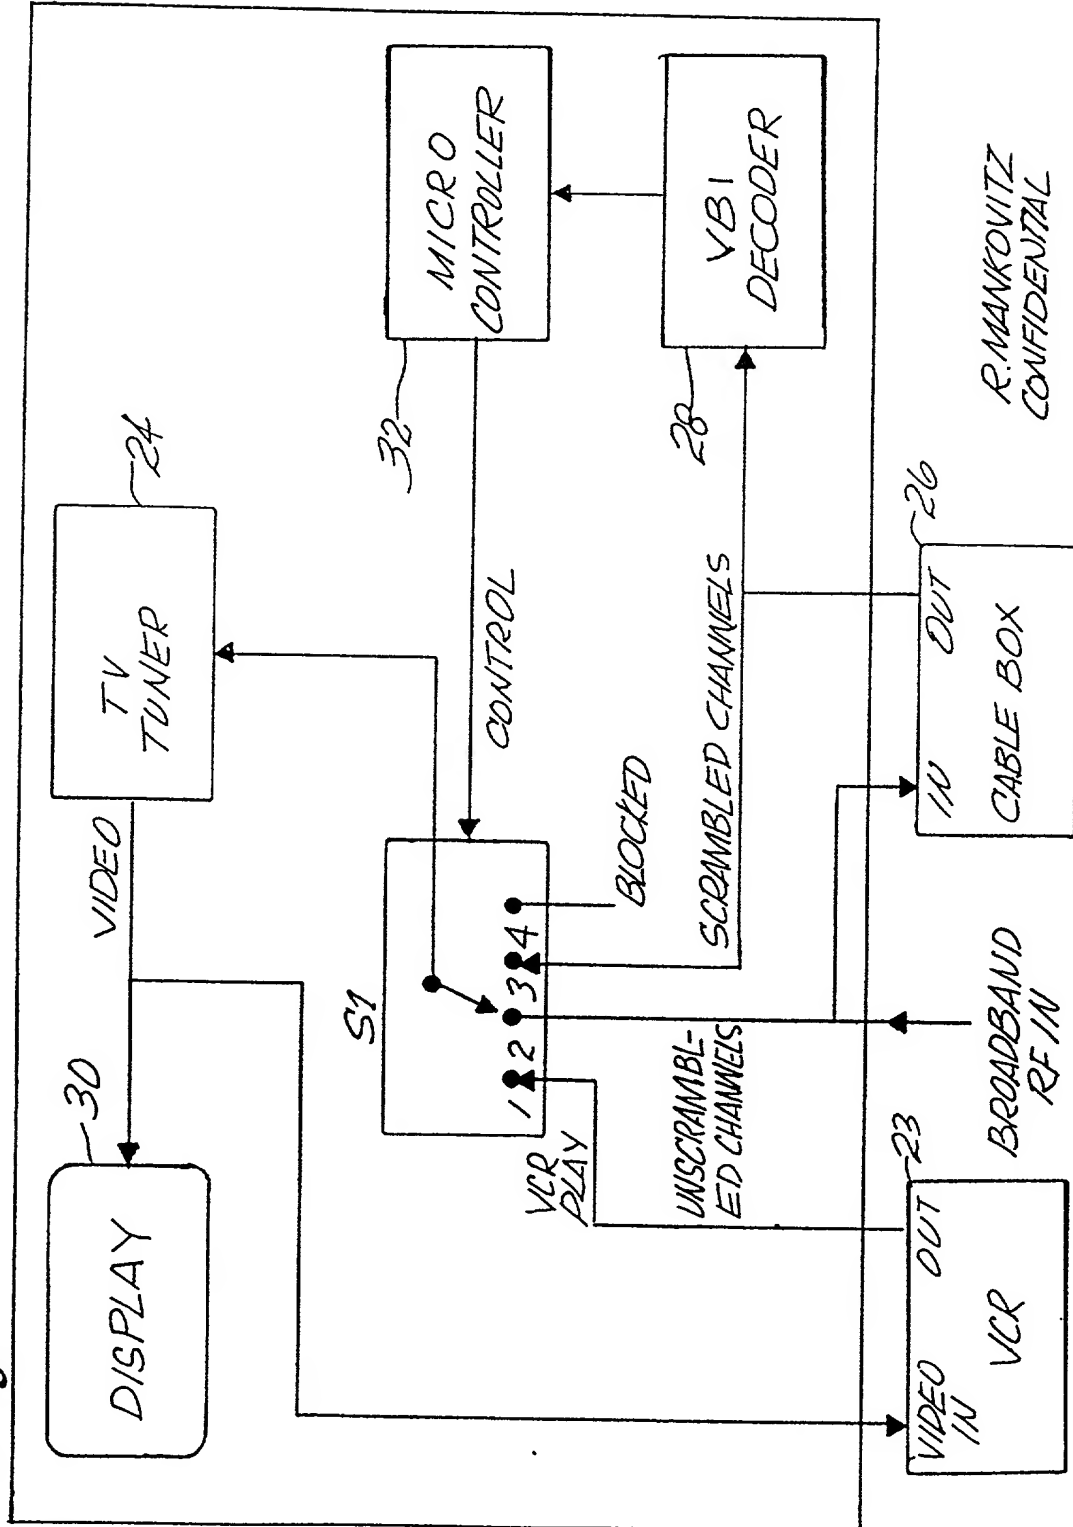 DISPLAY
30
VIDEO
TV
TUNER
24
S1
1 2 3 4
CONTROL
MICRO
CONTROLLER
32
VCR
PLAY
BLOCKED
UNSCRAMBL-
ED CHANNELS
SCRAMBLED CHANNELS
VBI
DECODER
28
VIDEO
IN
OUT
VCR
23
BROADBAND
RF IN
IN
OUT
CABLE BOX
26
R.MANKOVITZ
CONFIDENTIAL